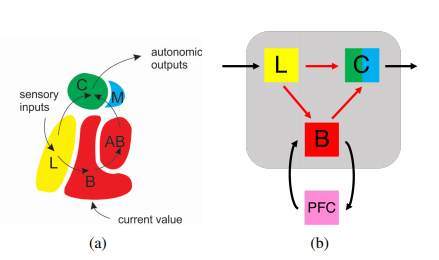 autonomic
outputs
C
M
sensory
inputs
AB
L
B
current value
(a)
(b)
L
C
B
PFC